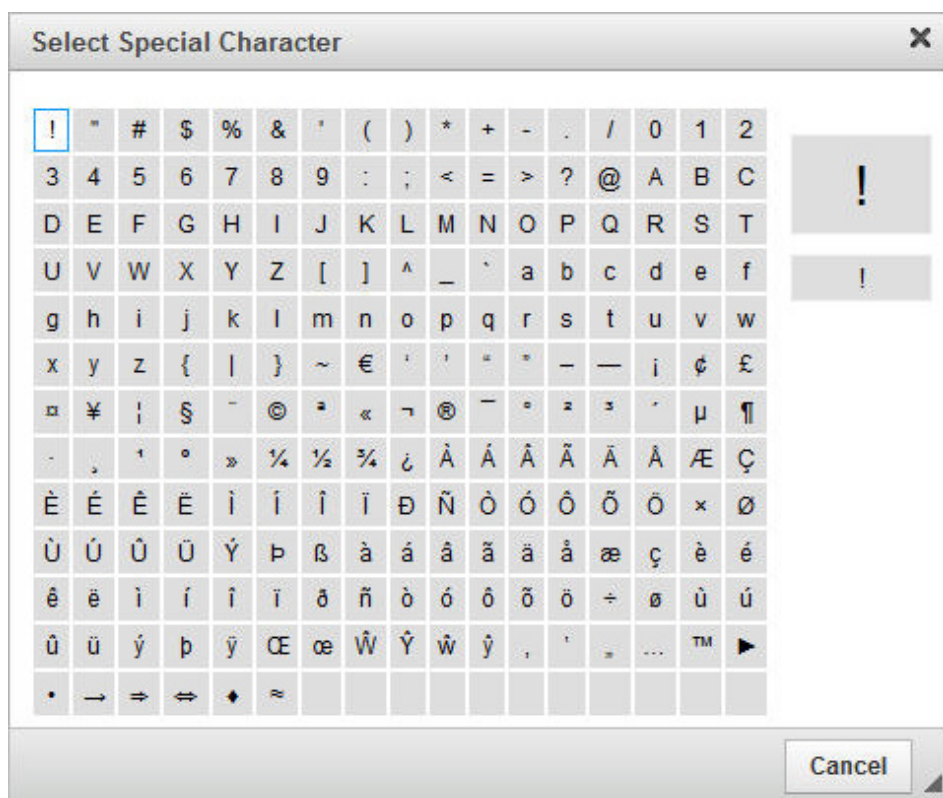 Select Special Character ×
! " # $ % & ' ( ) * + - . / 0 1 2
3 4 5 6 7 8 9 : ; < = > ? @ A B C
D E F G H I J K L M N O P Q R S T
U V W X Y Z [ ] ^ _ ` a b c d e f
g h i j k l m n o p q r s t u v w
x y z { | } ~ € ‘ ’ “ ” – — ¡ ¢ £
¤ ¥ ¦ § ¨ © ª « ¬ ® ¯ ° ² ³ ´ µ ¶
· ¸ ¹ º » ¼ ½ ¾ ¿ À Á Â Ã Ä Å Æ Ç
È É Ê Ë Ì Í Î Ï Ð Ñ Ò Ó Ô Õ Ö × Ø
Ù Ú Û Ü Ý Þ ß à á â ã ä å æ ç è é
ê ë ì í î ï ð ñ ò ó ô õ ö ÷ ø ù ú
û ü ý þ ÿ Œ œ Ŵ Ŷ ŵ ŷ ‚ ‛ „ … ™ ►
• → ⇒ ⇔ ♦ ≈
!
!
Cancel